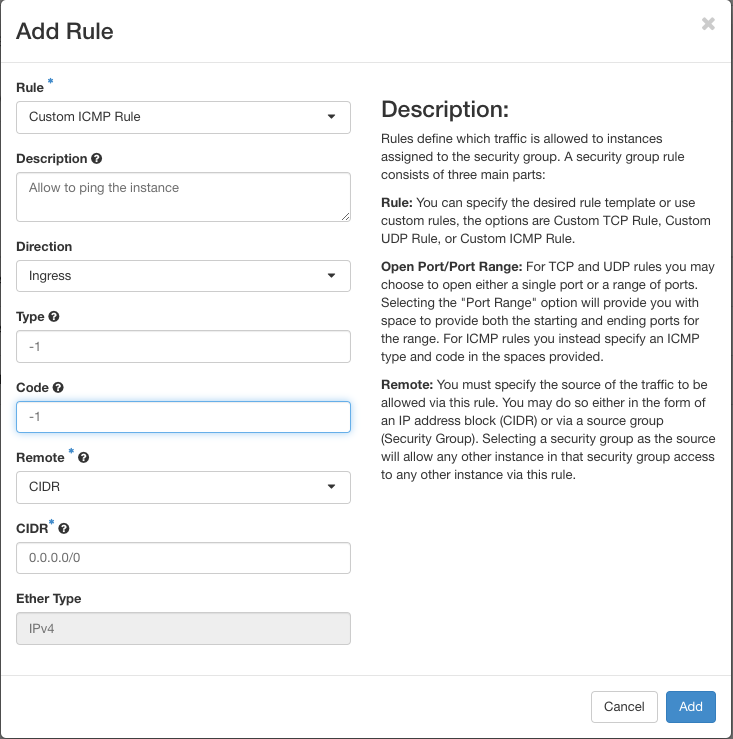 Add Rule
×
Rule *
Custom ICMP Rule
Description ?
Allow to ping the instance
Direction
Ingress
Type ?
-1
Code ?
-1
Remote * ?
CIDR
CIDR* ?
0.0.0.0/0
Ether Type
IPv4
Description:
Rules define which traffic is allowed to instances
assigned to the security group. A security group rule
consists of three main parts:
Rule: You can specify the desired rule template or use
custom rules, the options are Custom TCP Rule, Custom
UDP Rule, or Custom ICMP Rule.
Open Port/Port Range: For TCP and UDP rules you may
choose to open either a single port or a range of ports.
Selecting the "Port Range" option will provide you with
space to provide both the starting and ending ports for
the range. For ICMP rules you instead specify an ICMP
type and code in the spaces provided.
Remote: You must specify the source of the traffic to be
allowed via this rule. You may do so either in the form of
an IP address block (CIDR) or via a source group
(Security Group). Selecting a security group as the source
will allow any other instance in that security group access
to any other instance via this rule.
Cancel
Add